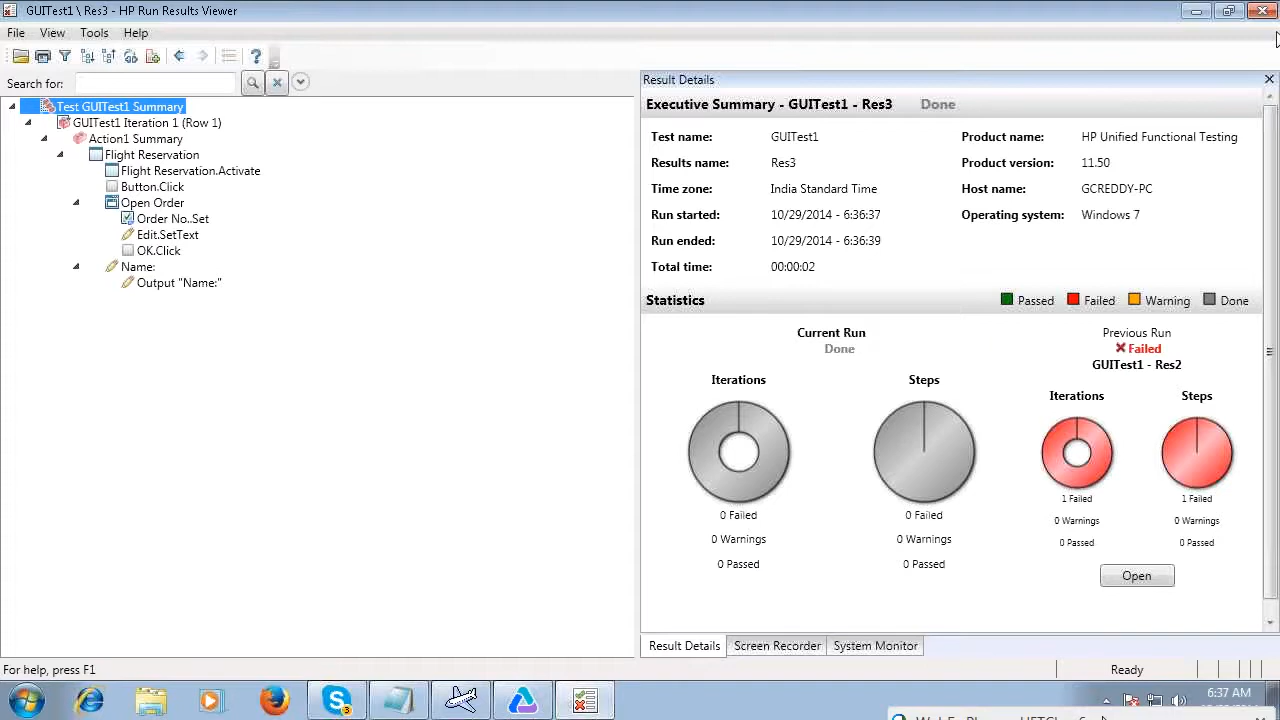 GUITest1 \ Res3 - HP Run Results Viewer
File View Tools Help
Search for:
Test GUITest1 Summary
GUITest1 Iteration 1 (Row 1)
Action1 Summary
Flight Reservation
Flight Reservation.Activate
Button.Click
Open Order
Order No..Set
Edit.SetText
OK.Click
Name:
Output "Name:"
Result Details
Executive Summary - GUITest1 - Res3 Done
Test name: GUITest1 Product name: HP Unified Functional Testing
Results name: Res3 Product version: 11.50
Time zone: India Standard Time Host name: GCREDDY-PC
Run started: 10/29/2014 - 6:36:37 Operating system: Windows 7
Run ended: 10/29/2014 - 6:36:39
Total time: 00:00:02
Statistics Passed Failed Warning Done
Current Run Previous Run
Done Failed
GUITest1 - Res2
Iterations Steps
Iterations Steps
0 Failed 0 Failed
0 Warnings 0 Warnings
0 Passed 0 Passed
1 Failed 1 Failed
0 Warnings 0 Warnings
0 Passed 0 Passed
Open
Result Details Screen Recorder System Monitor
For help, press F1 Ready
6:37 AM